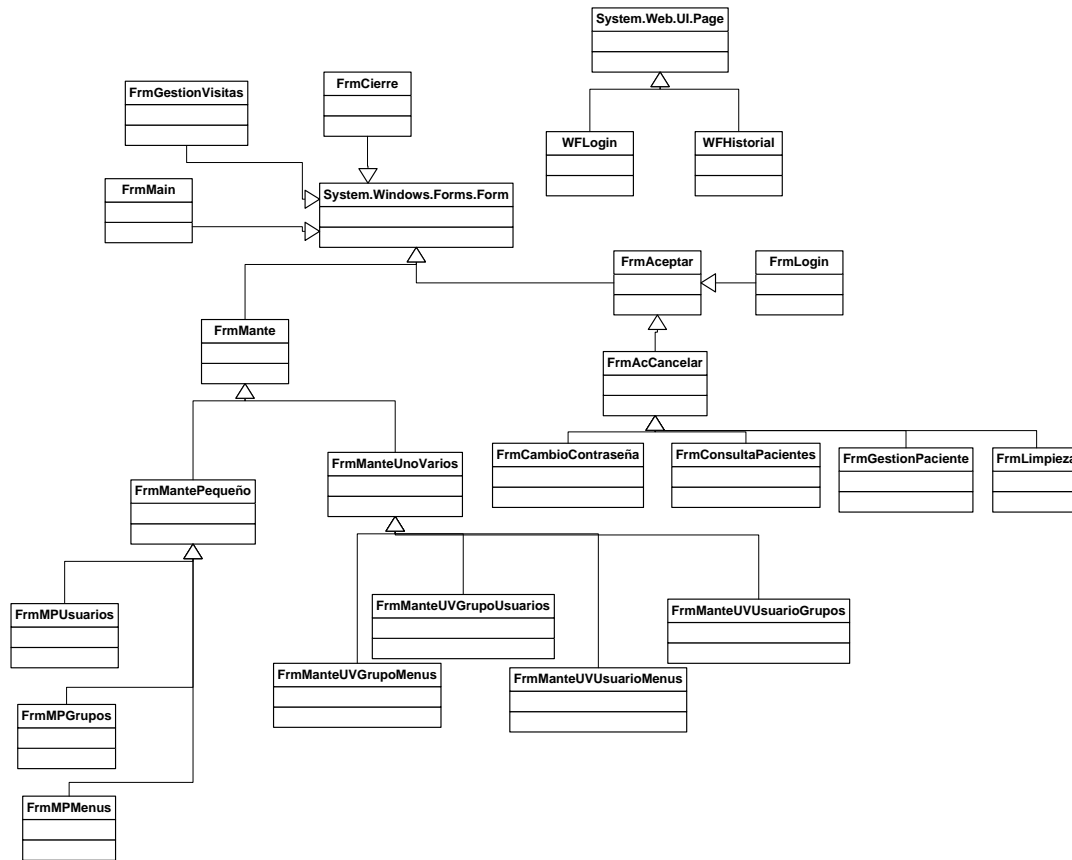 System.Web.UI.Page
FrmCierre
FrmGestionVisitas
WFLogin
WFHistorial
FrmMain
System.Windows.Forms.Form
FrmAceptar
FrmLogin
FrmMante
FrmAcCancelar
FrmCambioContraseña
FrmConsultaPacientes
FrmGestionPaciente
FrmLimpieza
FrmManteUnoVarios
FrmMantePequeño
FrmManteUVGrupoUsuarios
FrmManteUVUsuarioGrupos
FrmMPUsuarios
FrmManteUVGrupoMenus
FrmManteUVUsuarioMenus
FrmMPGrupos
FrmMPMenus